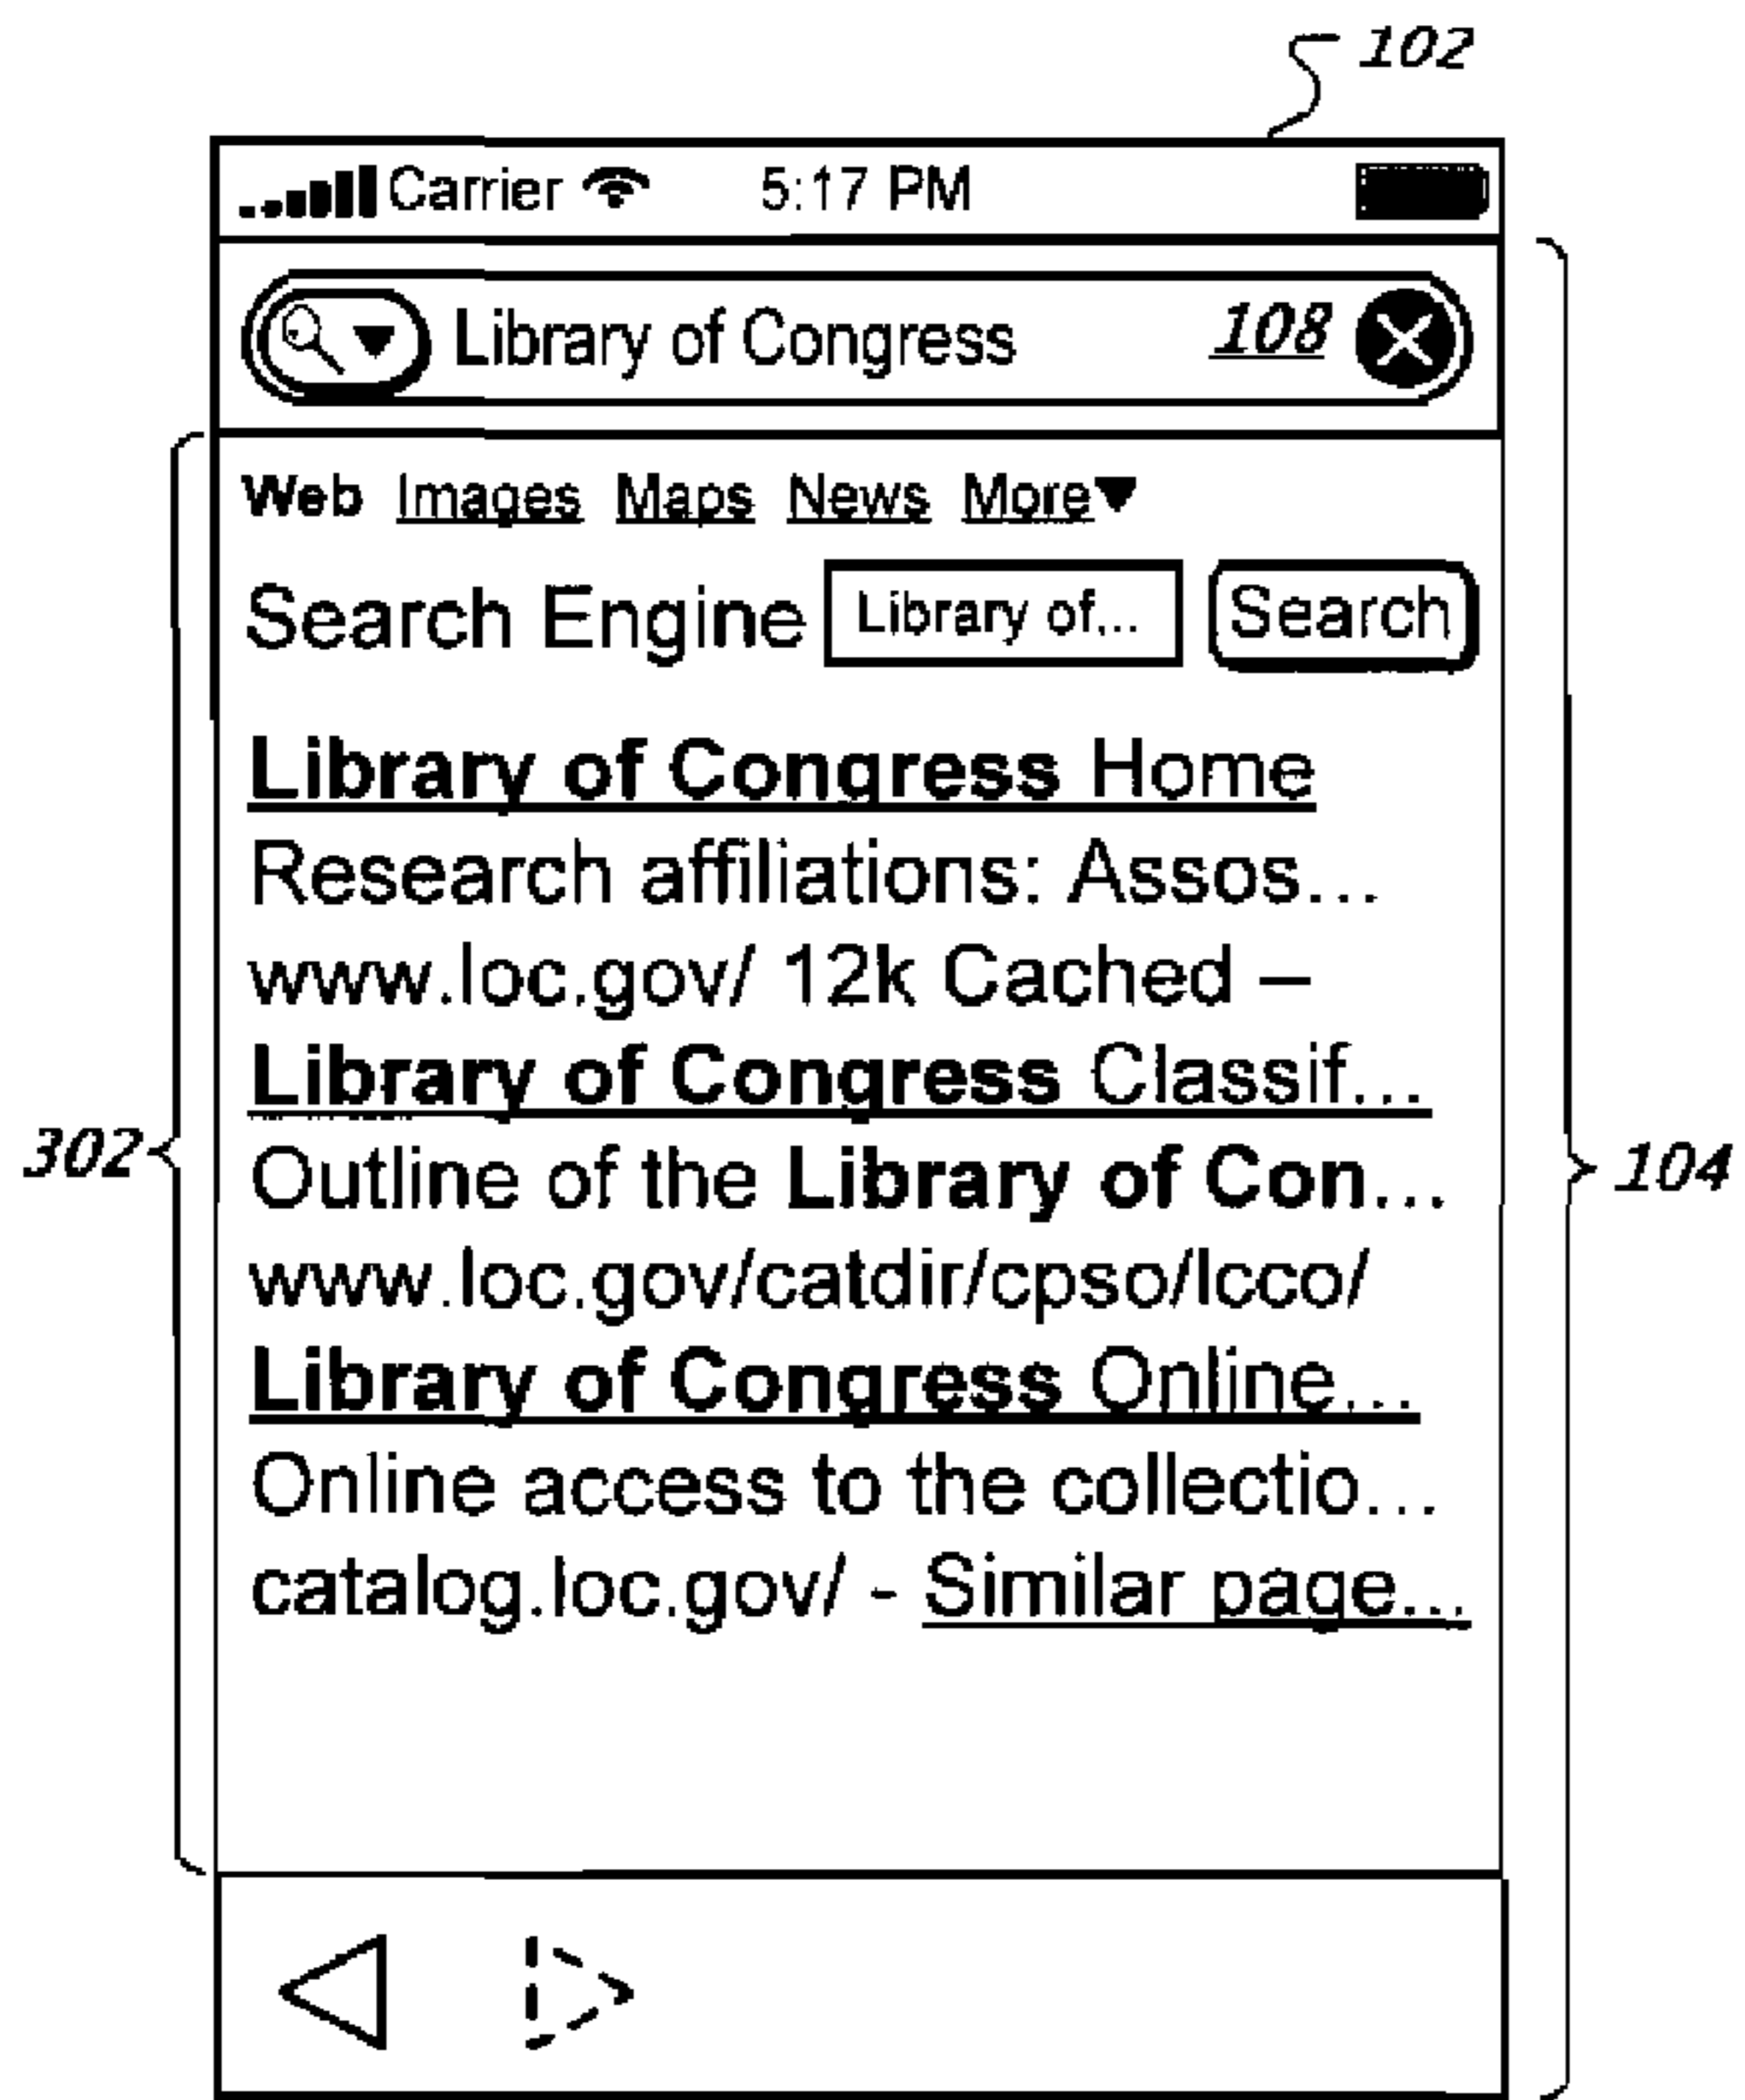 102
Carrier 5:17 PM
Library of Congress 108
Web Images Maps News More
Search Engine Library of... Search
Library of Congress Home
Research affiliations: Assos...
www.loc.gov/ 12k Cached –
Library of Congress Classif...
302
Outline of the Library of Con...
104
www.loc.gov/catdir/cpso/lcco/
Library of Congress Online...
Online access to the collectio...
catalog.loc.gov/ - Similar page...